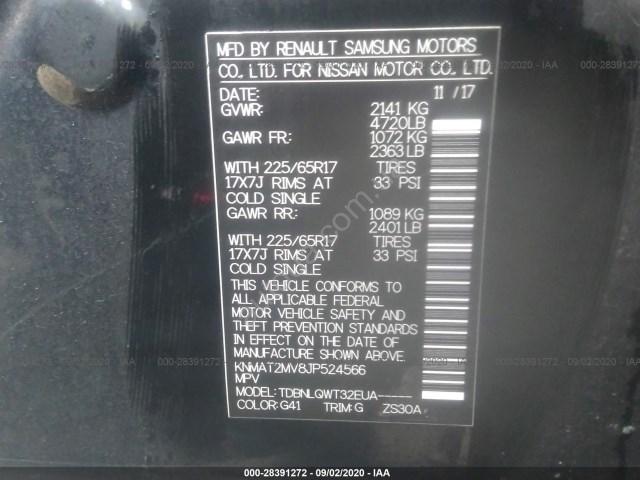 MFD BY RENAULT SAMSUNG MOTORS
CO. LTD. FOR NISSAN MOTOR CO. LTD.
DATE: 11 /17
GVWR: 2141 KG
4720LB
GAWR FR: 1072 KG
2363 LB
WITH 225/65R17 TIRES
17X7J RIMS AT 33 PSI
COLD SINGLE
GAWR RR: 1089 KG
2401 LB
WITH 225/65R17 TIRES
17X7J RIMS AT 33 PSI
COLD SINGLE
THIS VEHICLE CONFORMS TO
ALL APPLICABLE FEDERAL
MOTOR VEHICLE SAFETY AND
THEFT PREVENTION STANDARDS
IN EFFECT ON THE DATE OF
MANUFACTURE SHOWN ABOVE.
KNMAT2MV8JP524566
MPV
MODEL: TDBNLQWT32EUA-----
COLOR: G41 TRIM: G ZS30A
000-28391272 - 09/02/2020 - IAA